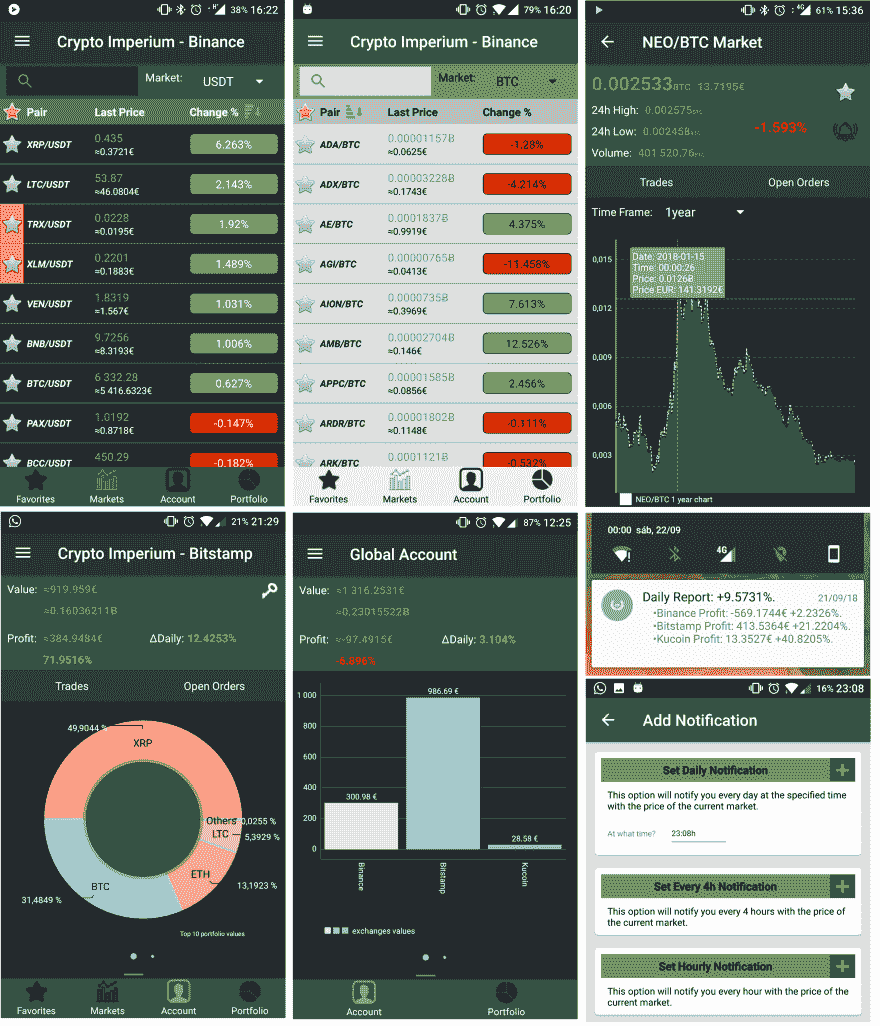 38% 16:22
Crypto Imperium - Binance
Market: USDT
Pair Last Price Change %
XRP/USDT 0.435 6.263%
≈0.3721€
LTC/USDT 53.87 2.143%
≈46.0804€
TRX/USDT 0.0228 1.92%
≈0.0195€
XLM/USDT 0.2201 1.489%
≈0.1883€
VEN/USDT 1.8319 1.031%
≈1.567€
BNB/USDT 9.7256 1.006%
≈8.3193€
BTC/USDT 6 332.28 0.627%
≈5 416.6323€
PAX/USDT 1.0192 -0.147%
≈0.8718€
BCC/USDT 450.29 -0.182%
Favorites Markets Account Portfolio
79% 16:20
Crypto Imperium - Binance
Market: BTC
Pair Last Price Change %
ADA/BTC 0.00001157B -1.28%
≈0.0625€
ADX/BTC 0.00003228B -4.214%
≈0.1743€
AE/BTC 0.0001837B 4.375%
≈0.9919€
AGI/BTC 0.00000765B -11.458%
≈0.0413€
AION/BTC 0.0000735B 7.613%
≈0.3969€
AMB/BTC 0.00002704B 12.526%
≈0.146€
APPC/BTC 0.00001585B 2.456%
≈0.0856€
ARDR/BTC 0.00001802B -0.111%
≈0.1148€
ARK/BTC 0.0001121B -0.532%
Favorites Markets Account Portfolio
4G 61% 15:36
NEO/BTC Market
0.002533BTC 13.7195€
24h High: 0.002575BTC
24h Low: 0.002458BTC
-1.593%
Volume: 401 520.76
Trades Open Orders
Time Frame: 1year
Date: 2018-01-15
Time: 00:00:26
Price: 0.0126B
Price EUR: 141.3192€
0,015
0,012
0,009
0,006
0,003
NEO/BTC 1 year chart
21% 21:29
Crypto Imperium - Bitstamp
Value: ≈919.959€
≈0.16036211B
Profit: ≈384.9484€ ΔDaily: 12.4253%
71.9516%
Trades Open Orders
49,9044 %
XRP
Others 0,0255 %
LTC 5,3929 %
ETH
13,1923 %
BTC
31,4849 %
Top 10 portfolio values
Favorites Markets Account Portfolio
87% 12:25
Global Account
Value: ≈1 316.2531€
≈0.23015522B
Profit: ≈-97.4915€ ΔDaily: 3.104%
-6.896%
1 000
800
600
400
200
0
986.69 €
300.98 €
28.58 €
Binance
Bitstamp
Kucoin
exchanges values
Account Portfolio
00:00 sáb, 22/09
4G
Daily Report: +9.5731%. 21/09/18
•Binance Profit: -569.1744€ +2.2326%.
•Bitstamp Profit: 413.5364€ +21.2204%.
•Kucoin Profit: 13.3527€ +40.8205%.
16% 23:08
Add Notification
Set Daily Notification +
This option will notify you every day at the specified time
with the price of the current market.
At what time? 23:08h
Set Every 4h Notification +
This option will notify you every 4 hours with the price of
the current market.
Set Hourly Notification +
This option will notify you every hour with the price of the
current market.